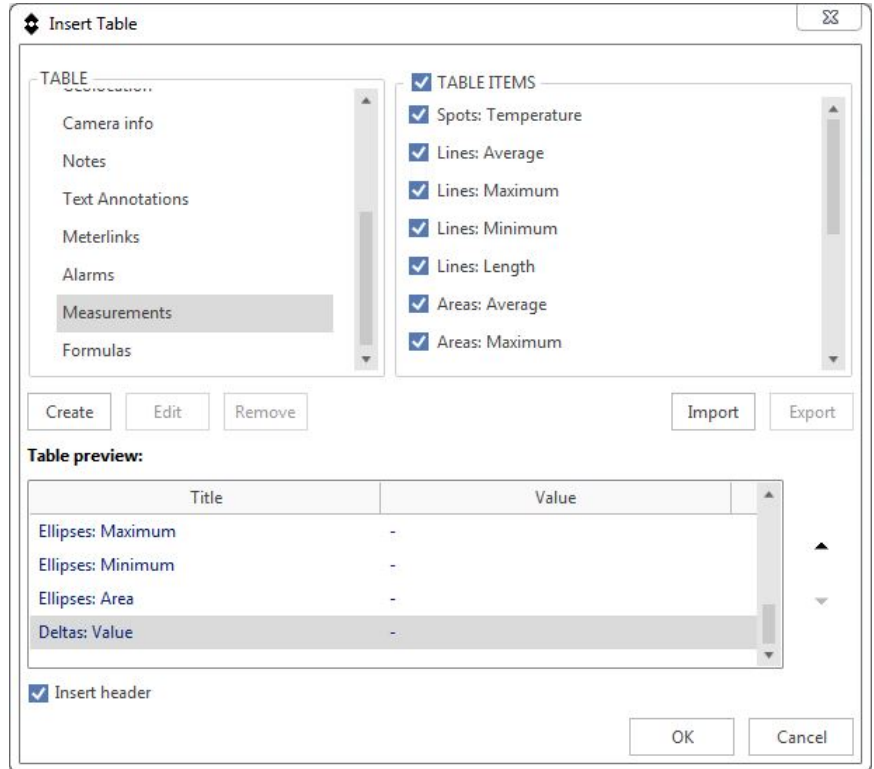 Insert Table
TABLE
Camera info
Notes
Text Annotations
Meterlinks
Alarms
Measurements
Formulas
TABLE ITEMS
Spots: Temperature
Lines: Average
Lines: Maximum
Lines: Minimum
Lines: Length
Areas: Average
Areas: Maximum
Create Edit Remove Import Export
Table preview:
Title Value
Ellipses: Maximum -
Ellipses: Minimum -
Ellipses: Area -
Deltas: Value -
Insert header
OK Cancel